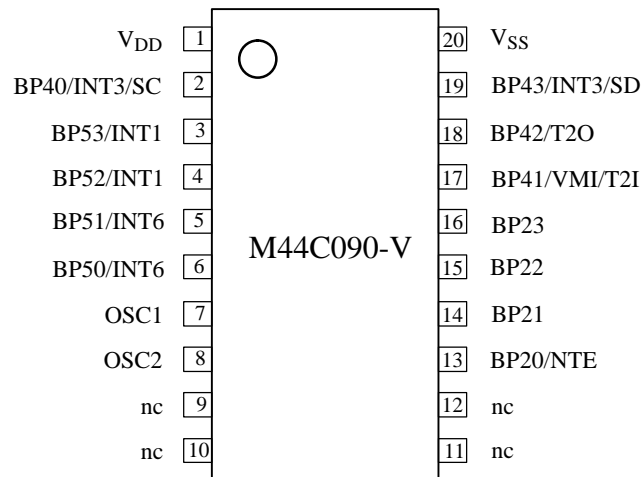 V_DD 1 20 V_SS
BP40/INT3/SC 2 19 BP43/INT3/SD
BP53/INT1 3 18 BP42/T2O
BP52/INT1 4 17 BP41/VMI/T2I
BP51/INT6 5 16 BP23
M44C090-V
BP50/INT6 6 15 BP22
OSC1 7 14 BP21
OSC2 8 13 BP20/NTE
nc 9 12 nc
nc 10 11 nc